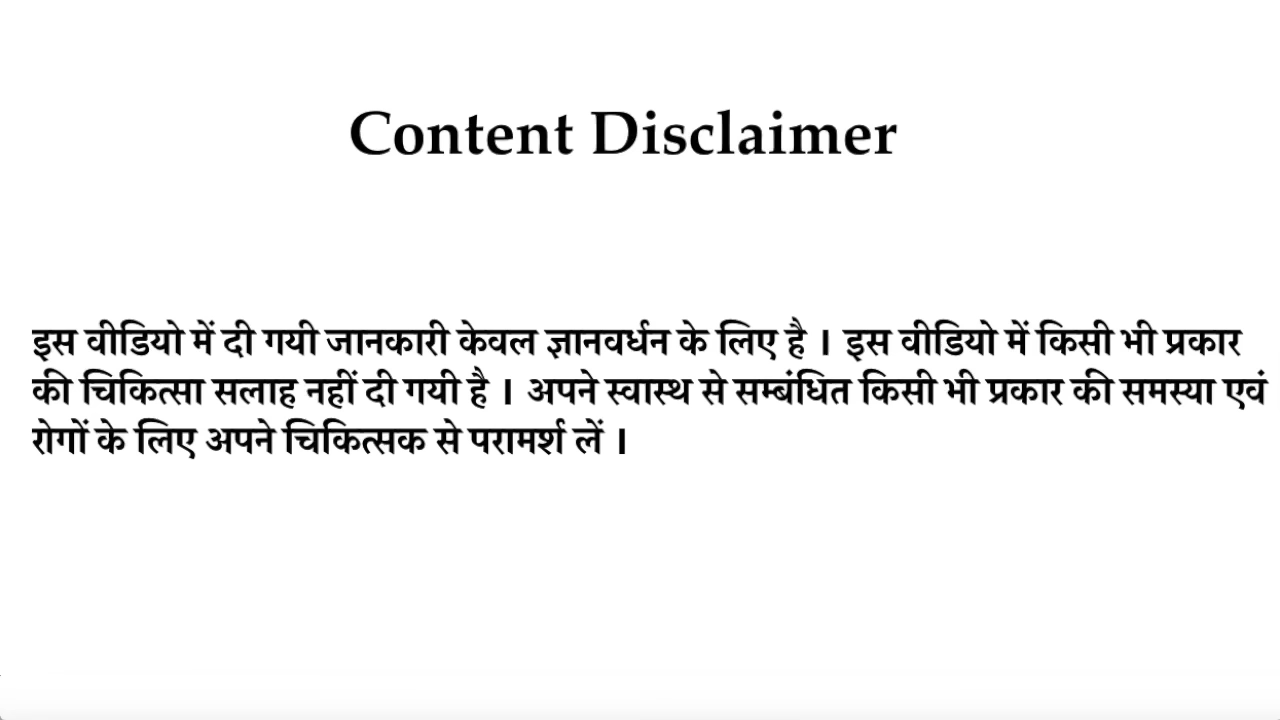 Content Disclaimer
इस वीडियो में दी गयी जानकारी केवल ज्ञानवर्धन के लिए है । इस वीडियो में किसी भी प्रकार
की चिकित्सा सलाह नहीं दी गयी है । अपने स्वास्थ से सम्बंधित किसी भी प्रकार की समस्या एवं
रोगों के लिए अपने चिकित्सक से परामर्श लें ।